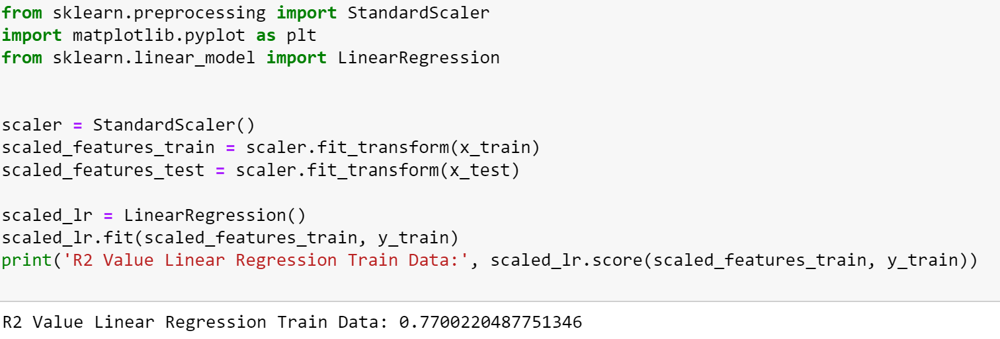 from sklearn.preprocessing import StandardScaler
import matplotlib.pyplot as plt
from sklearn.linear_model import LinearRegression
scaler = StandardScaler()
scaled_features_train = scaler.fit_transform(x_train)
scaled_features_test = scaler.fit_transform(x_test)
scaled_lr = LinearRegression()
scaled_lr.fit(scaled_features_train, y_train)
print('R2 Value Linear Regression Train Data:', scaled_lr.score(scaled_features_train, y_train))
R2 Value Linear Regression Train Data: 0.7700220487751346